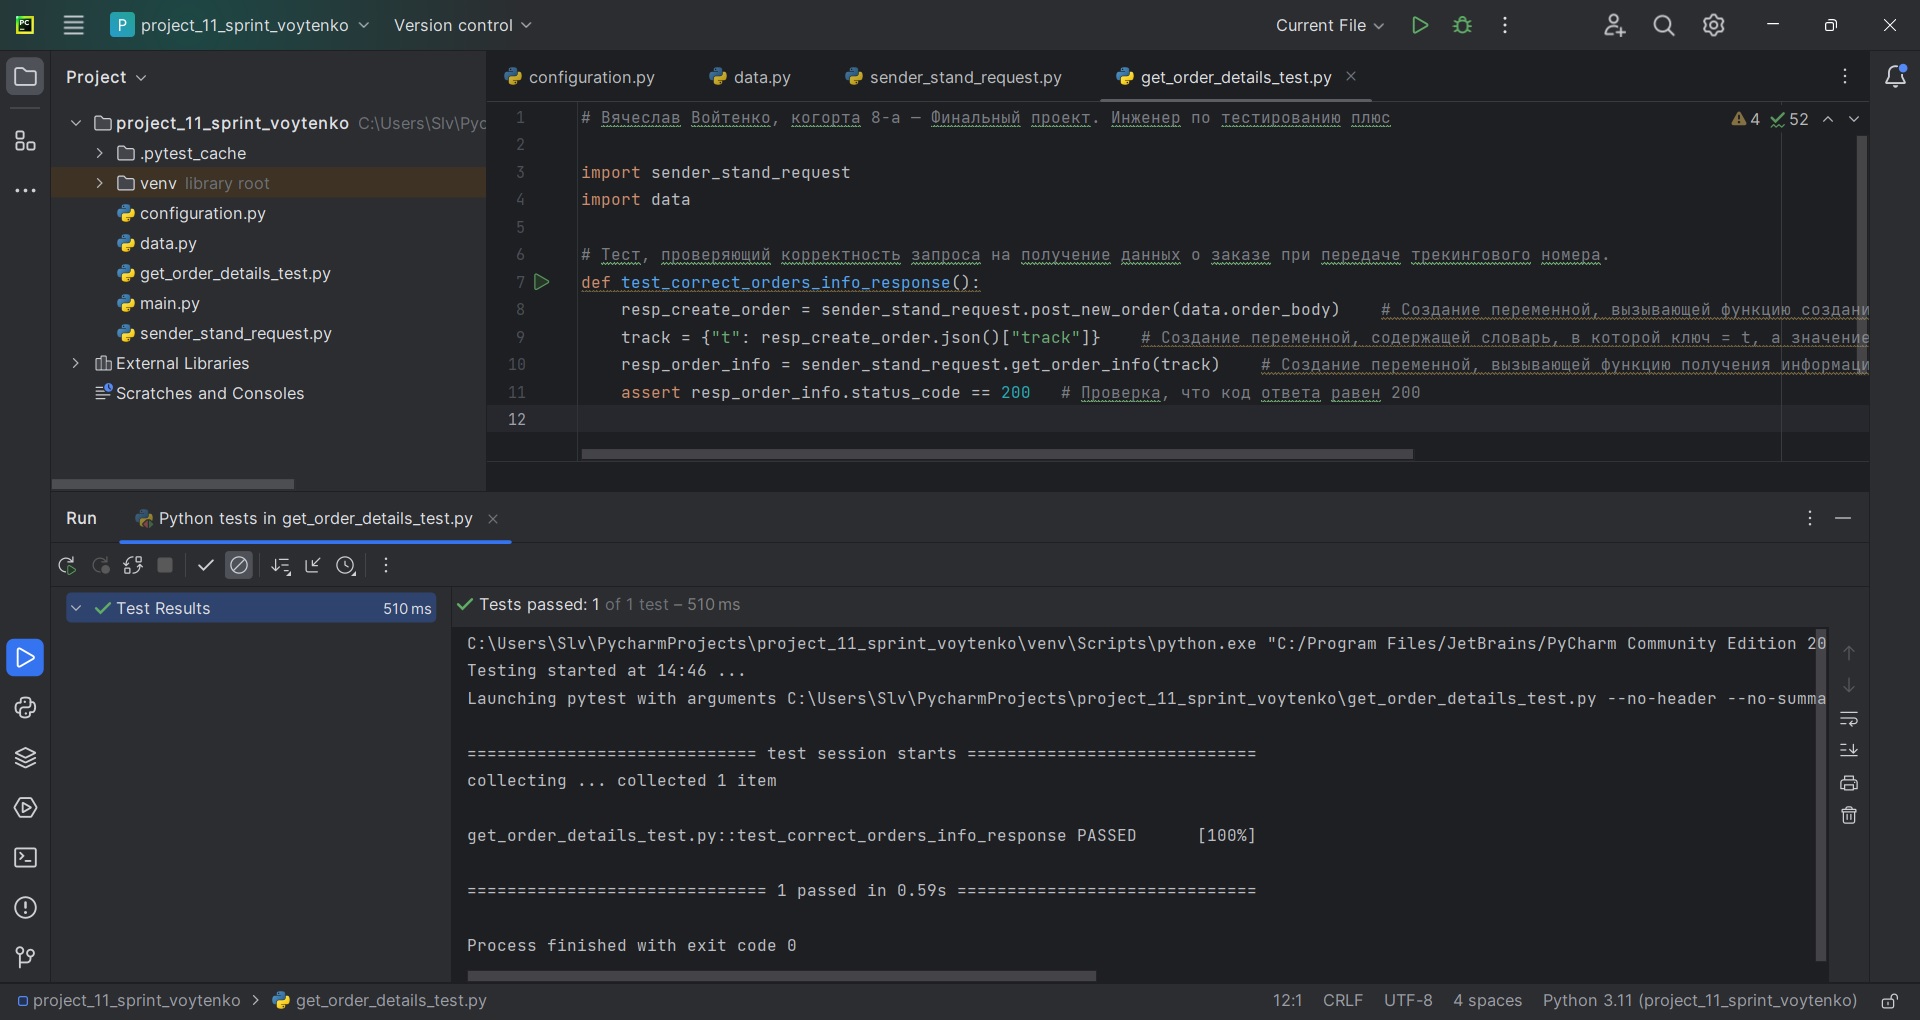 PC
P project_11_sprint_voytenko Version control Current File
Project
configuration.py data.py sender_stand_request.py get_order_details_test.py
project_11_sprint_voytenko C:\Users\Slv\Pyc
.pytest_cache
venv library root
configuration.py
data.py
get_order_details_test.py
main.py
sender_stand_request.py
External Libraries
Scratches and Consoles
4 52
1 # Вячеслав Войтенко, когорта 8-а — Финальный проект. Инженер по тестированию плюс
2
3 import sender_stand_request
4 import data
5
6 # Тест, проверяющий корректность запроса на получение данных о заказе при передаче трекингового номера.
7 def test_correct_orders_info_response():
8 resp_create_order = sender_stand_request.post_new_order(data.order_body) # Создание переменной, вызывающей функцию создани
9 track = {"t": resp_create_order.json()["track"]} # Создание переменной, содержащей словарь, в которой ключ = t, а значение
10 resp_order_info = sender_stand_request.get_order_info(track) # Создание переменной, вызывающей функцию получения информаци
11 assert resp_order_info.status_code == 200 # Проверка, что код ответа равен 200
12
Run Python tests in get_order_details_test.py
Test Results 510 ms
Tests passed: 1 of 1 test – 510 ms
C:\Users\Slv\PycharmProjects\project_11_sprint_voytenko\venv\Scripts\python.exe "C:/Program Files/JetBrains/PyCharm Community Edition 20
Testing started at 14:46 ...
Launching pytest with arguments C:\Users\Slv\PycharmProjects\project_11_sprint_voytenko\get_order_details_test.py --no-header --no-summa
============================= test session starts =============================
collecting ... collected 1 item
get_order_details_test.py::test_correct_orders_info_response PASSED [100%]
============================== 1 passed in 0.59s ==============================
Process finished with exit code 0
project_11_sprint_voytenko > get_order_details_test.py 12:1 CRLF UTF-8 4 spaces Python 3.11 (project_11_sprint_voytenko)